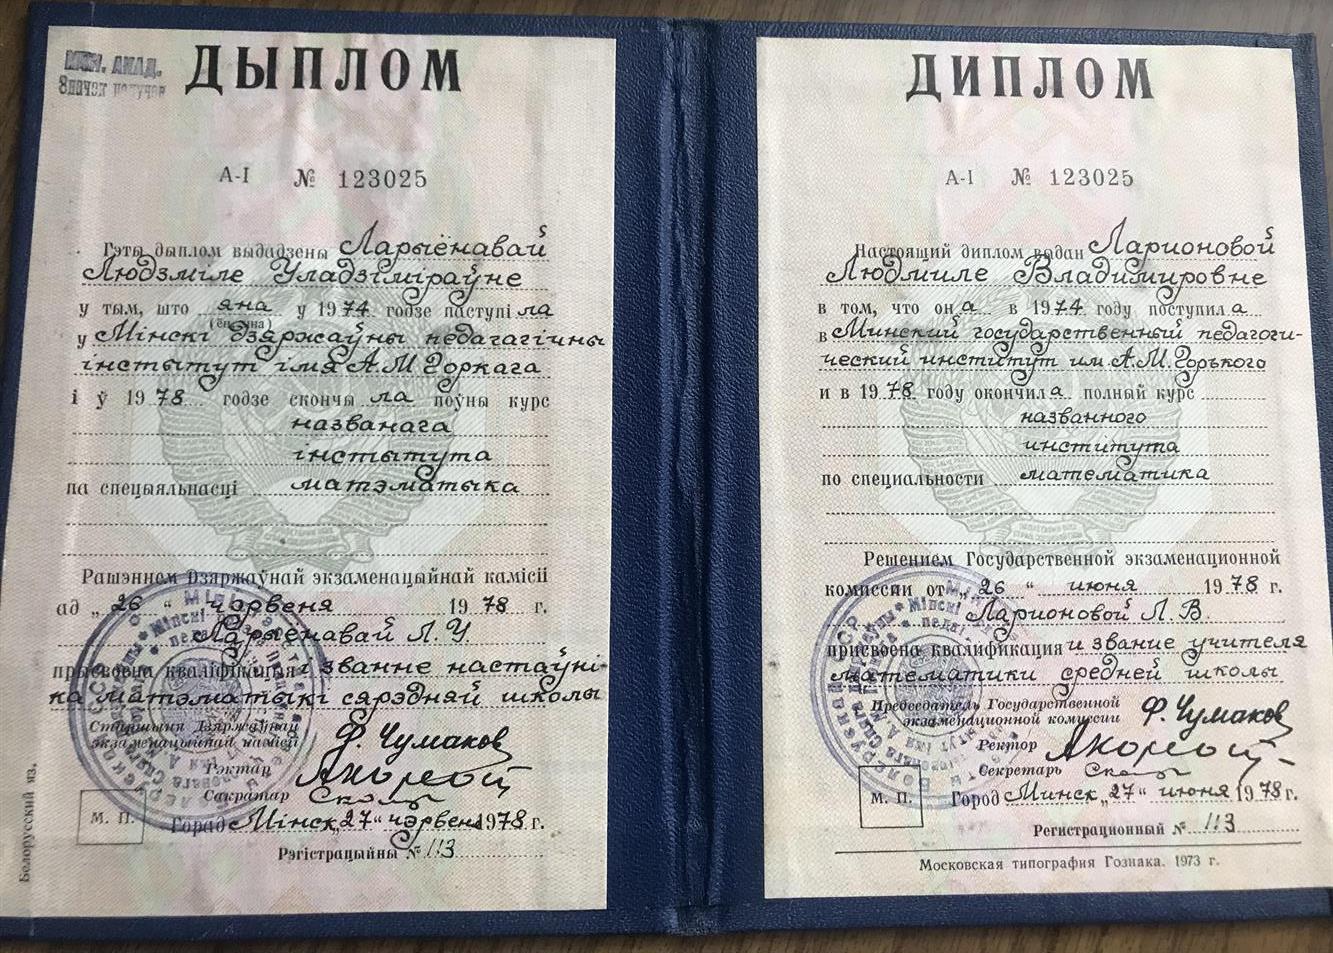 ДЫПЛОМ
А-І № 123025
Гэты дыплом выдадзены Ларыёнавай
Людзміле Уладзіміраўне
у тым, што яна у 1974 годзе паступіла
(ён, яна)
у Мінскі дзяржаўны педагагічны
інстытут імя А.М Горкага
і ў 1978 годзе скончыла поўны курс
названага
інстытута
па спецыяльнасці матэматыка
Рашэннем Дзяржаўнай экзаменацыйнай камісіі
ад „26“ чэрвеня 1978 г.
Ларыёнавай Л. У.
прысвоена кваліфікацыя і званне настаўні-
ка матэматыкі сярэдняй школы
Старшыня Дзяржаўнай
экзаменацыйнай камісіі Ф. Чумаков
Рэктар
Сакратар
М. П. Горад Мінск „27“ чэрвеня 1978 г.
Рэгістрацыйны № 113
Белорусский яз.
ДИПЛОМ
А-I № 123025
Настоящий диплом выдан Ларионовой
Людмиле Владимировне
в том, что она в 1974 году поступила
в Минский государственный педагоги-
ческий институт им. А.М. Горького
и в 1978 году окончила полный курс
названного
института
по специальности математика
Решением Государственной экзаменационной
комиссии от „26“ июня 1978 г.
Ларионовой Л. В.
присвоена квалификация и звание учителя
математики средней школы
Председатель Государственной
экзаменационной комиссии Ф. Чумаков
Ректор
Секретарь
М. П. Город Минск „27“ июня 1978 г.
Регистрационный № 113
Московская типография Гознака. 1973 г.